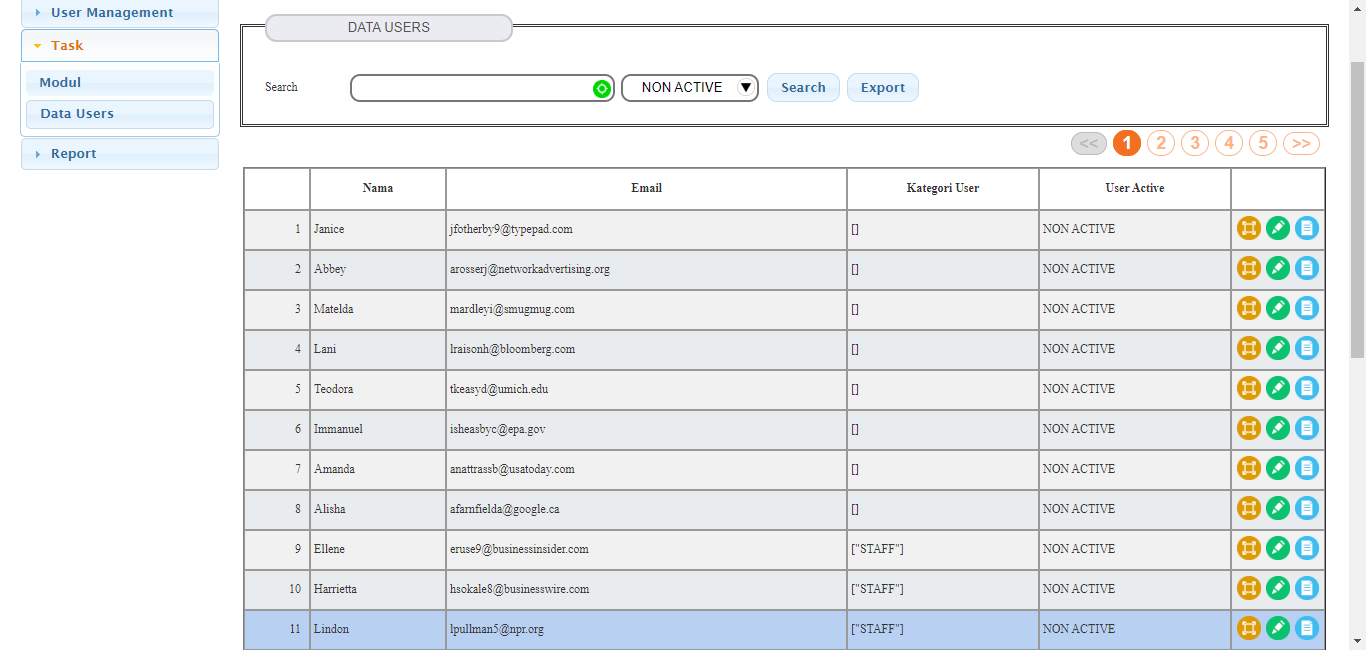 User Management
Task
Modul
Data Users
Report
DATA USERS
Search NON ACTIVE Search Export
<< 1 2 3 4 5 >>
Nama Email Kategori User User Active
1 Janice jfotherby9@typepad.com [] NON ACTIVE
2 Abbey arosserj@networkadvertising.org [] NON ACTIVE
3 Matelda mardleyi@smugmug.com [] NON ACTIVE
4 Lani lraisonh@bloomberg.com [] NON ACTIVE
5 Teodora tkeasyd@umich.edu [] NON ACTIVE
6 Immanuel isheasbyc@epa.gov [] NON ACTIVE
7 Amanda anattrassb@usatoday.com [] NON ACTIVE
8 Alisha afarnfielda@google.ca [] NON ACTIVE
9 Ellene eruse9@businessinsider.com ["STAFF"] NON ACTIVE
10 Harrietta hsokale8@businesswire.com ["STAFF"] NON ACTIVE
11 Lindon lpullman5@npr.org ["STAFF"] NON ACTIVE